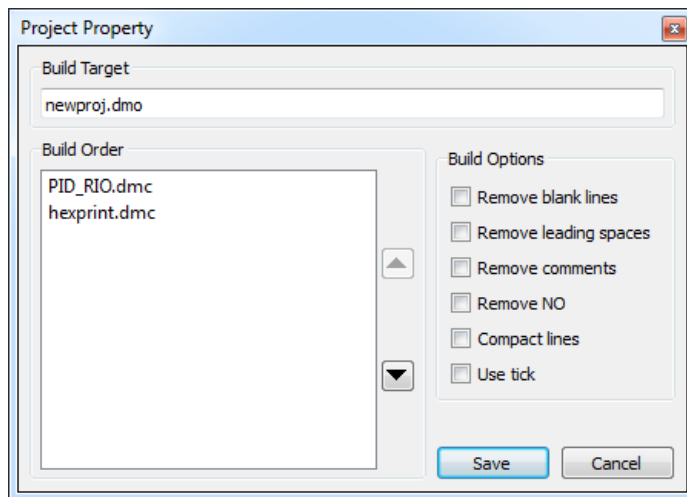 Project Property
Build Target
newproj.dmo
Build Order
PID_RIO.dmc
hexprint.dmc
Build Options
Remove blank lines
Remove leading spaces
Remove comments
Remove NO
Compact lines
Use tick
Save
Cancel